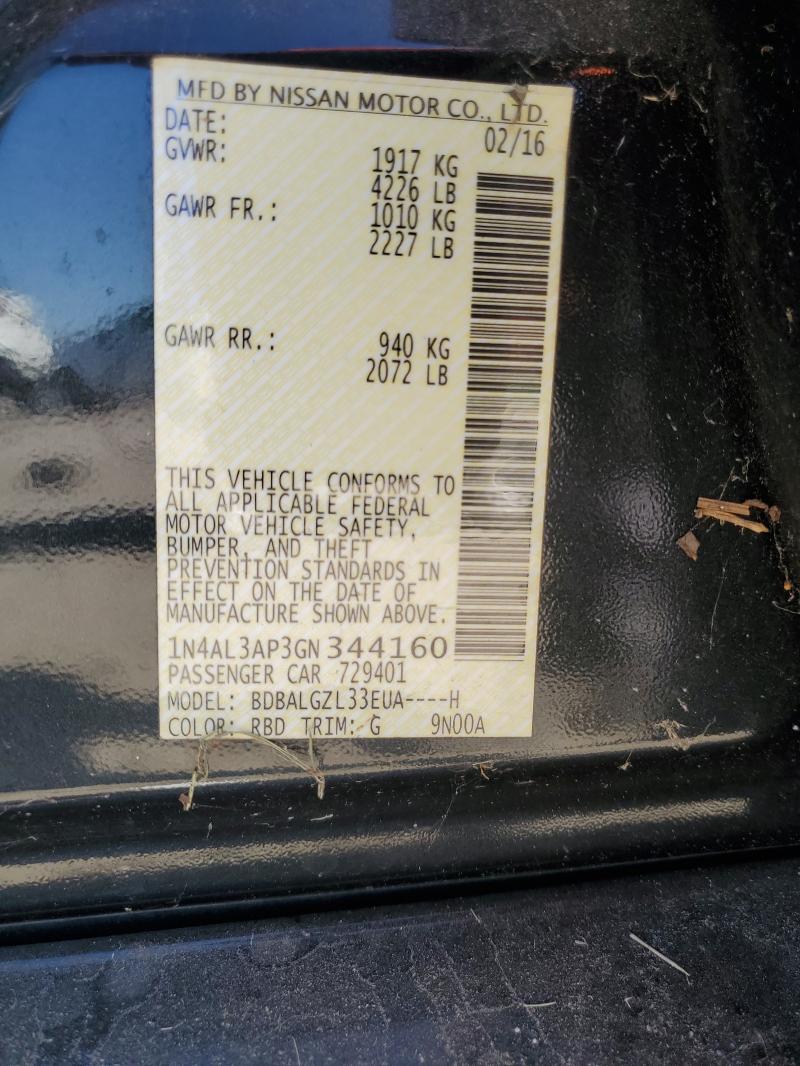 MFD BY NISSAN MOTOR CO., LTD.
DATE: 02/16
GVWR: 1917 KG
4226 LB
GAWR FR.: 1010 KG
2227 LB
GAWR RR.: 940 KG
2072 LB
THIS VEHICLE CONFORMS TO
ALL APPLICABLE FEDERAL
MOTOR VEHICLE SAFETY,
BUMPER, AND THEFT
PREVENTION STANDARDS IN
EFFECT ON THE DATE OF
MANUFACTURE SHOWN ABOVE.
1N4AL3AP3GN344160
PASSENGER CAR 729401
MODEL: BDBALGZL33EUA----H
COLOR: RBD TRIM: G 9N00A